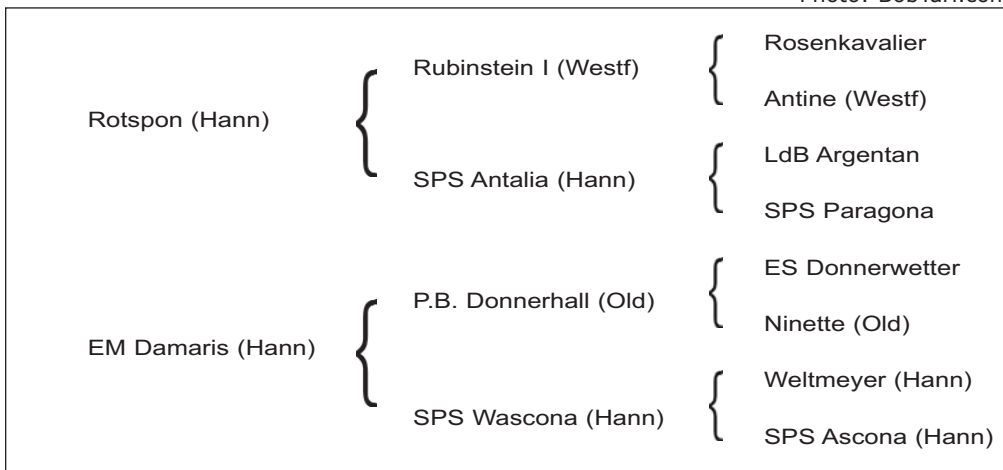 Rosenkavalier
Rubinstein I (Westf)
Antine (Westf)
Rotspon (Hann)
LdB Argentan
SPS Antalia (Hann)
SPS Paragona
ES Donnerwetter
P.B. Donnerhall (Old)
Ninette (Old)
EM Damaris (Hann)
Weltmeyer (Hann)
SPS Wascona (Hann)
SPS Ascona (Hann)